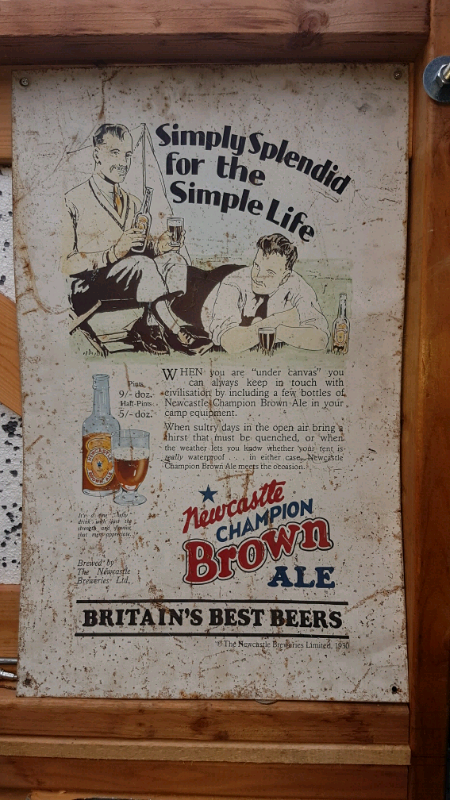 Simply Splendid
for the
Simple Life
WHEN you are "under canvas" you
can always keep in touch with
civilisation by including a few bottles of
Newcastle Champion Brown Ale in your
camp equipment.
When sultry days in the open air bring a
thirst that must be quenched, or when
the weather lets you know whether your tent is
really waterproof . . . in either case, Newcastle
Champion Brown Ale meets the occasion.
Pints
9/- doz.
Half-Pints
5/- doz.
Brewed by
The Newcastle
Breweries Ltd.
Newcastle
CHAMPION
Brown
ALE
BRITAIN'S BEST BEERS
© The Newcastle Breweries Limited, 1930